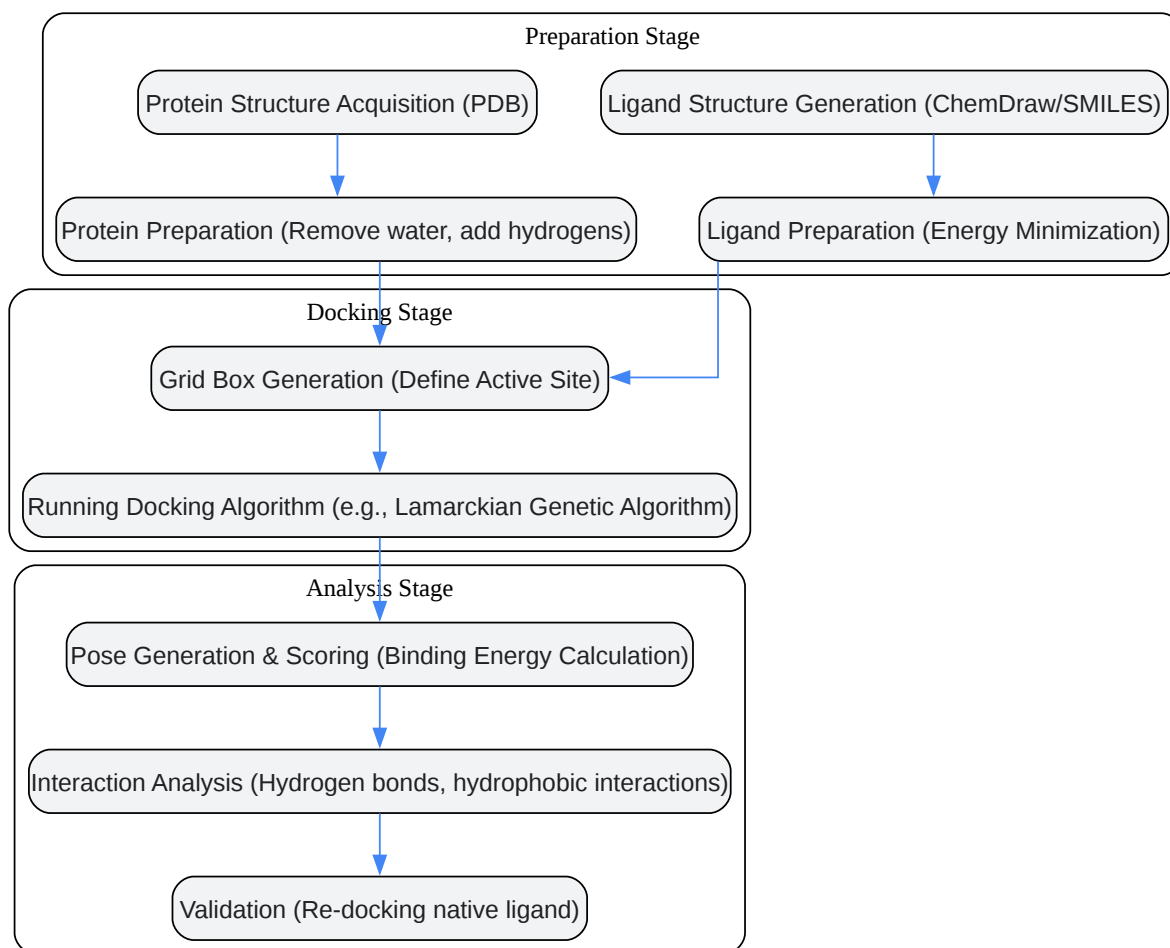 Preparation Stage
Protein Structure Acquisition (PDB)
Ligand Structure Generation (ChemDraw/SMILES)
Protein Preparation (Remove water, add hydrogens)
Ligand Preparation (Energy Minimization)
Docking Stage
Grid Box Generation (Define Active Site)
Running Docking Algorithm (e.g., Lamarckian Genetic Algorithm)
Analysis Stage
Pose Generation & Scoring (Binding Energy Calculation)
Interaction Analysis (Hydrogen bonds, hydrophobic interactions)
Validation (Re-docking native ligand)